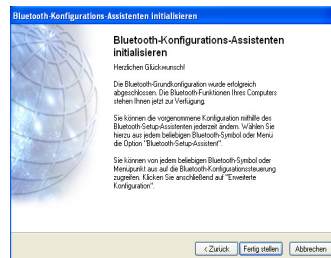 Bluetooth-Konfigurations-Assistenten initialisieren
Bluetooth-Konfigurations-Assistenten
initialisieren
Herzlichen Glückwunsch!
Die Bluetooth-Grundkonfiguration wurde erfolgreich
abgeschlossen. Die Bluetooth-Funktionen Ihres Computers
stehen Ihnen jetzt zur Verfügung.
Sie können die vorgenommene Konfiguration mithilfe des
Bluetooth-Setup-Assistenten jederzeit ändern. Wählen Sie
hierzu aus jedem beliebigen Bluetooth-Symbol oder Menü
die Option "Bluetooth-Setup-Assistent".
Sie können von jedem beliebigen Bluetooth-Symbol oder
Menüpunkt aus auf die Bluetooth-Konfigurationssteuerung
zugreifen. Klicken Sie anschließend auf "Erweiterte
Konfiguration".
< Zurück Fertig stellen Abbrechen